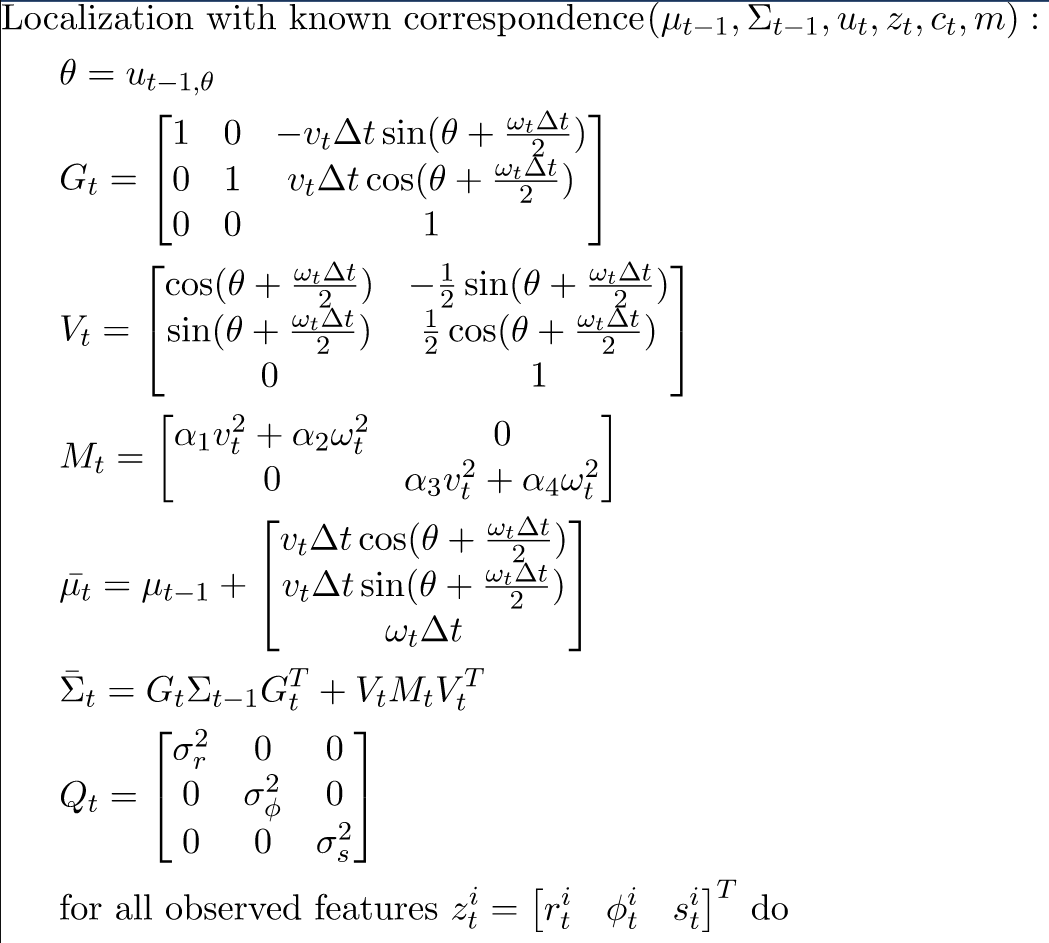 Localization with known correspondence(μ_{t−1}, Σ_{t−1}, u_t, z_t, c_t, m) :
θ = u_{t−1,θ}
G_t = [1 0 −v_tΔt sin(θ + ω_tΔt/2)
0 1 v_tΔt cos(θ + ω_tΔt/2)
0 0 1]
V_t = [cos(θ + ω_tΔt/2) −1/2 sin(θ + ω_tΔt/2)
sin(θ + ω_tΔt/2) 1/2 cos(θ + ω_tΔt/2)
0 1]
M_t = [α_1v_t^2 + α_2ω_t^2 0
0 α_3v_t^2 + α_4ω_t^2]
μ̄_t = μ_{t−1} + [v_tΔt cos(θ + ω_tΔt/2)
v_tΔt sin(θ + ω_tΔt/2)
ω_tΔt]
Σ̄_t = G_tΣ_{t−1}G_t^T + V_tM_tV_t^T
Q_t = [σ_r^2 0 0
0 σ_ϕ^2 0
0 0 σ_s^2]
for all observed features z_t^i = [r_t^i ϕ_t^i s_t^i]^T do